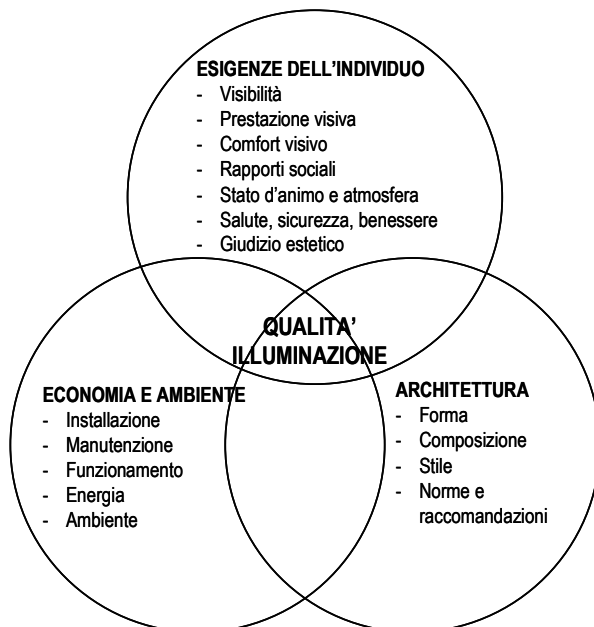 ESIGENZE DELL'INDIVIDUO
- Visibilità
- Prestazione visiva
- Comfort visivo
- Rapporti sociali
- Stato d'animo e atmosfera
- Salute, sicurezza, benessere
- Giudizio estetico
QUALITA'
ILLUMINAZIONE
ECONOMIA E AMBIENTE
- Installazione
- Manutenzione
- Funzionamento
- Energia
- Ambiente
ARCHITETTURA
- Forma
- Composizione
- Stile
- Norme e
raccomandazioni